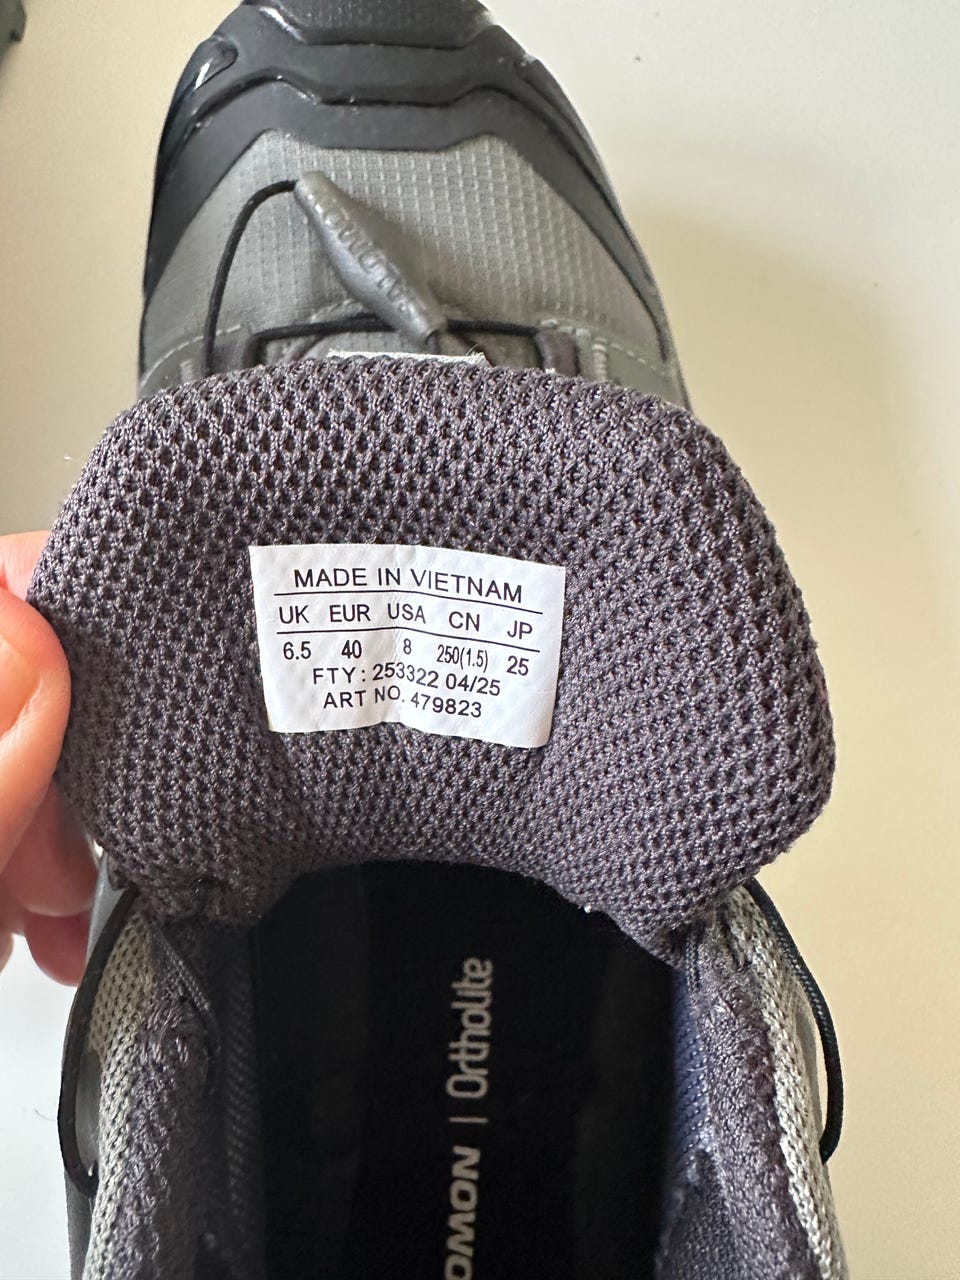 SALOMON
MADE IN VIETNAM
UK EUR USA CN JP
6.5 40 8 250(1.5) 25
FTY: 253322 04/25
ART NO. 479823
OMON | Ortholite